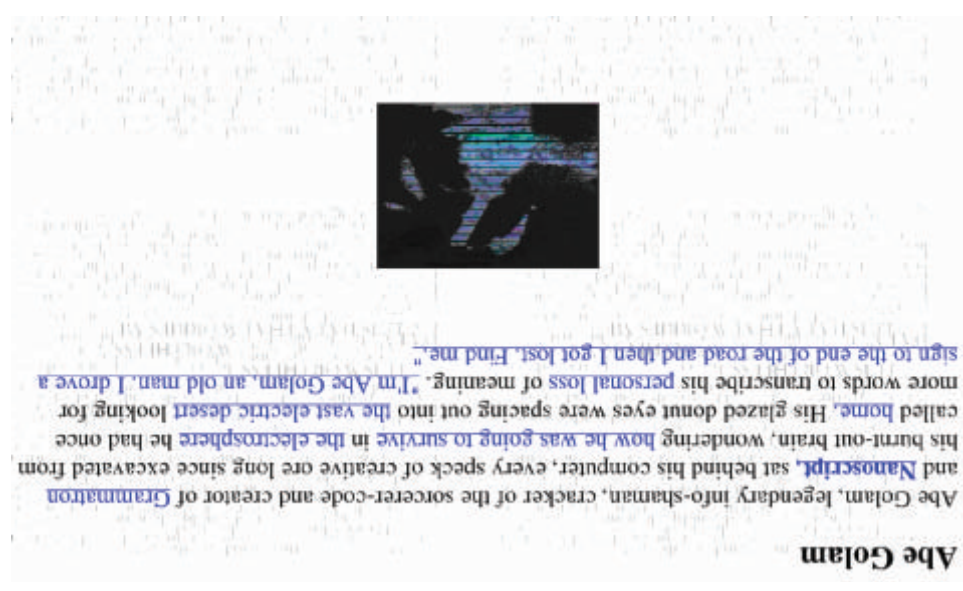 Abe Golam
Abe Golam, legendary info-shaman, cracker of the sorcerer-code and creator of Grammatron
and Nanoscript, sat behind his computer, every speck of creative ore long since excavated from
his burnt-out brain, wondering how he was going to survive in the electrosphere he had once
called home. His glazed donut eyes were spacing out into the vast electric desert looking for
more words to transcribe his personal loss of meaning. "I'm Abe Golam, an old man. I drove a
sign to the end of the road and then I got lost. Find me."